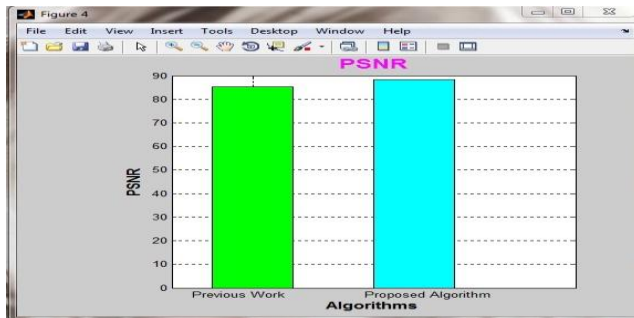 Figure 4
File Edit View Insert Tools Desktop Window Help
PSNR
90
80
70
60
50
40
30
20
10
0
PSNR
Previous Work Proposed Algorithm
Algorithms